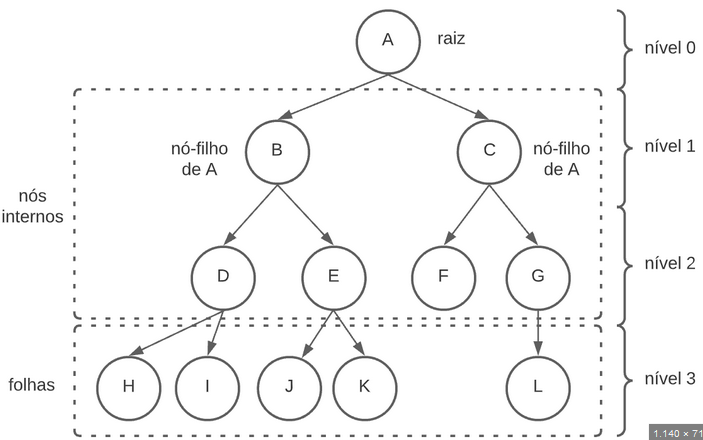 A
raiz
nível 0
nó-filho
de A
B
C
nó-filho
de A
nível 1
nós
internos
D
E
F
G
nível 2
folhas
H
I
J
K
L
nível 3
1.140 × 71